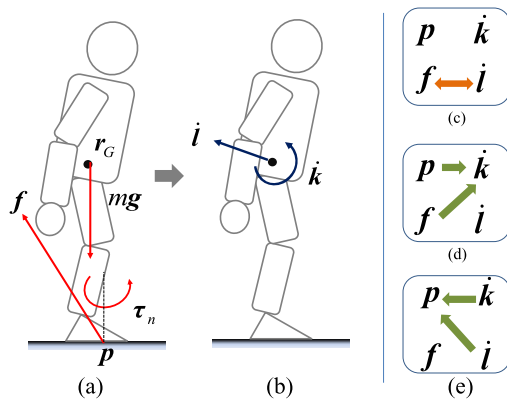 r_G
f
mg
τ_n
p
(a)
l̇
k̇
(b)
p k̇
f l̇
(c)
p k̇
f l̇
(d)
p k̇
f l̇
(e)